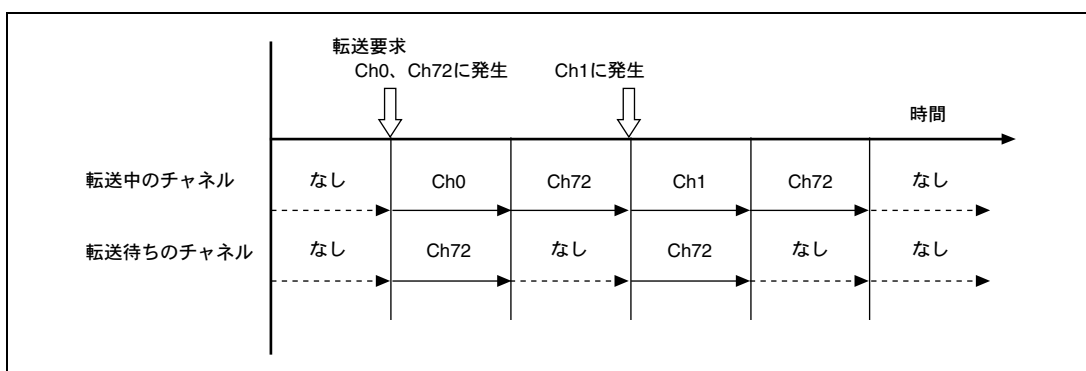 転送要求
Ch0、Ch72に発生 Ch1に発生
時間
転送中のチャネル なし Ch0 Ch72 Ch1 Ch72 なし
転送待ちのチャネル なし Ch72 なし Ch72 なし なし